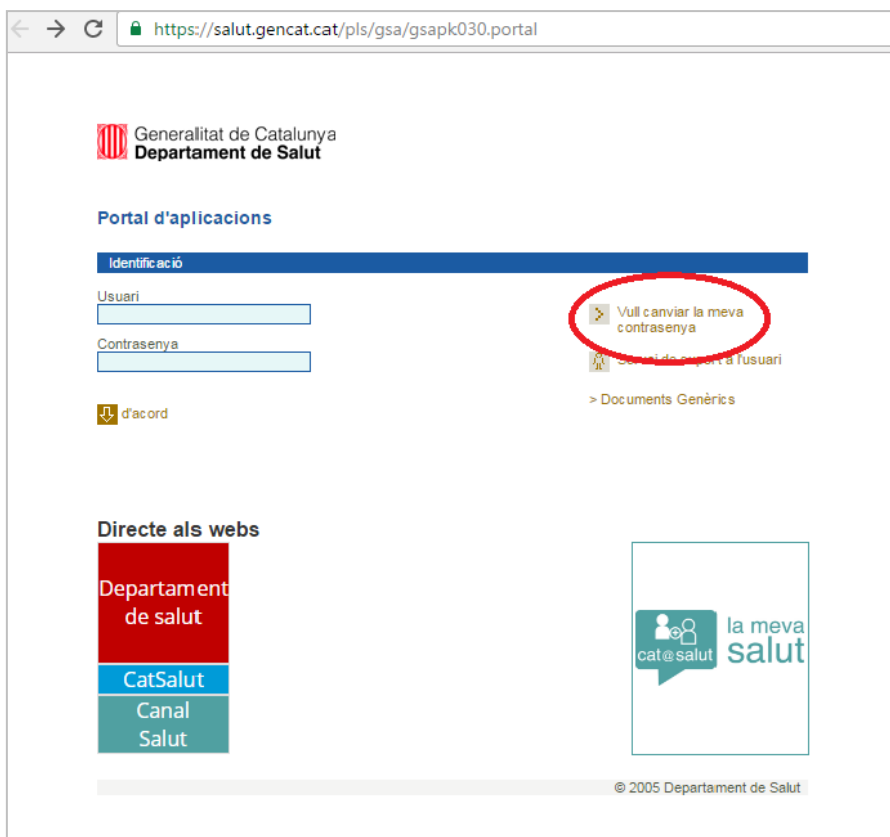 https://salut.gencat.cat/pls/gsa/gsapk030.portal
Generalitat de Catalunya
Departament de Salut
Portal d'aplicacions
Identificació
Usuari
Contrasenya
d'acord
Vull canviar la meva
contrasenya
a l'usuari
> Documents Genèrics
Directe als webs
Departament
de salut
CatSalut
Canal
Salut
cat@salut
la meva
salut
© 2005 Departament de Salut